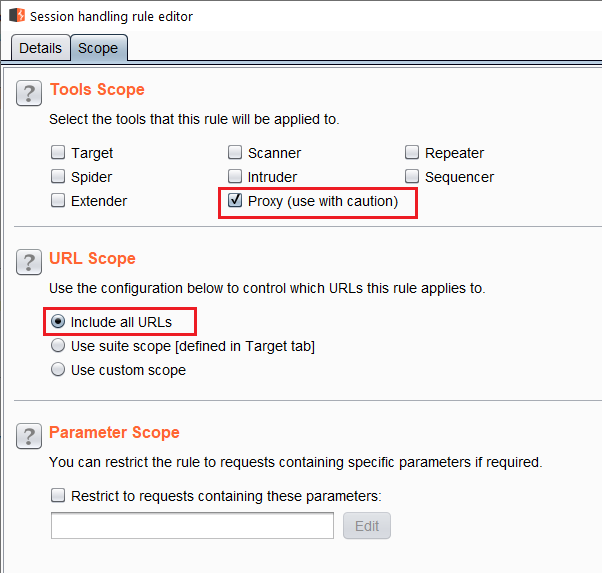 Session handling rule editor
Details Scope
? Tools Scope
Select the tools that this rule will be applied to.
Target Scanner Repeater
Spider Intruder Sequencer
Extender Proxy (use with caution)
? URL Scope
Use the configuration below to control which URLs this rule applies to.
Include all URLs
Use suite scope [defined in Target tab]
Use custom scope
? Parameter Scope
You can restrict the rule to requests containing specific parameters if required.
Restrict to requests containing these parameters:
Edit